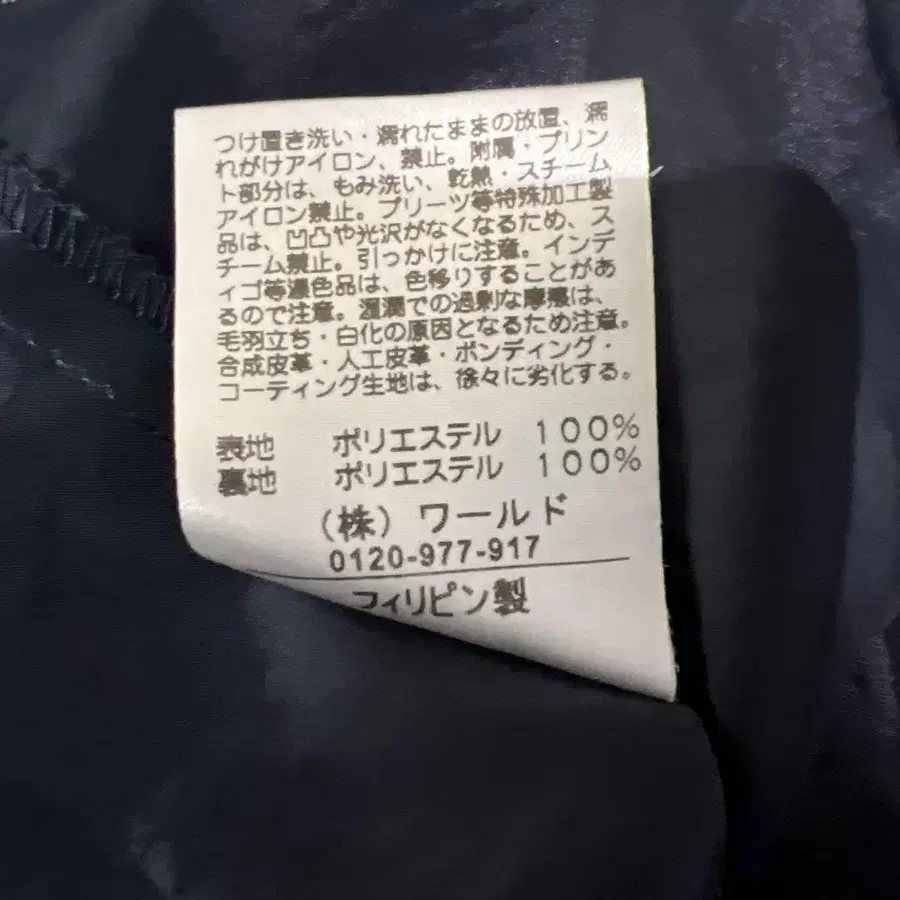 つけ置き洗い・濡れたままの放置、濡
れがけアイロン、禁止。附属・プリン
ト部分は、もみ洗い、乾熱・スチーム
アイロン禁止。プリーツ等特殊加工製
品は、凹凸や光沢がなくなるため、ス
チーム禁止。引っかけに注意。インデ
ィゴ等濃色品は、色移りすることがあ
るので注意。湿潤での過剰な摩擦は、
毛羽立ち・白化の原因となるため注意。
合成皮革・人工皮革・ボンディング・
コーティング生地は、徐々に劣化する。
表地 ポリエステル 100%
裏地 ポリエステル 100%
(株) ワールド
0120-977-917
フィリピン製